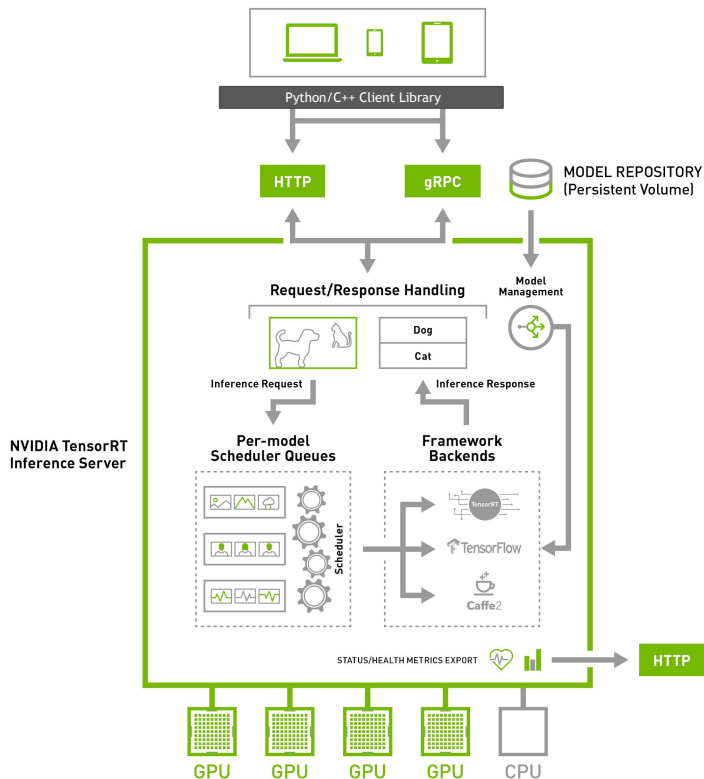 Python/C++ Client Library
HTTP
gRPC
MODEL REPOSITORY
(Persistent Volume)
Request/Response Handling
Model
Management
Dog
Cat
Inference Request
Inference Response
NVIDIA TensorRT
Inference Server
Per-model
Scheduler Queues
Framework
Backends
Scheduler
TensorRT
TensorFlow
Caffe2
STATUS/HEALTH METRICS EXPORT
HTTP
GPU
GPU
GPU
GPU
CPU